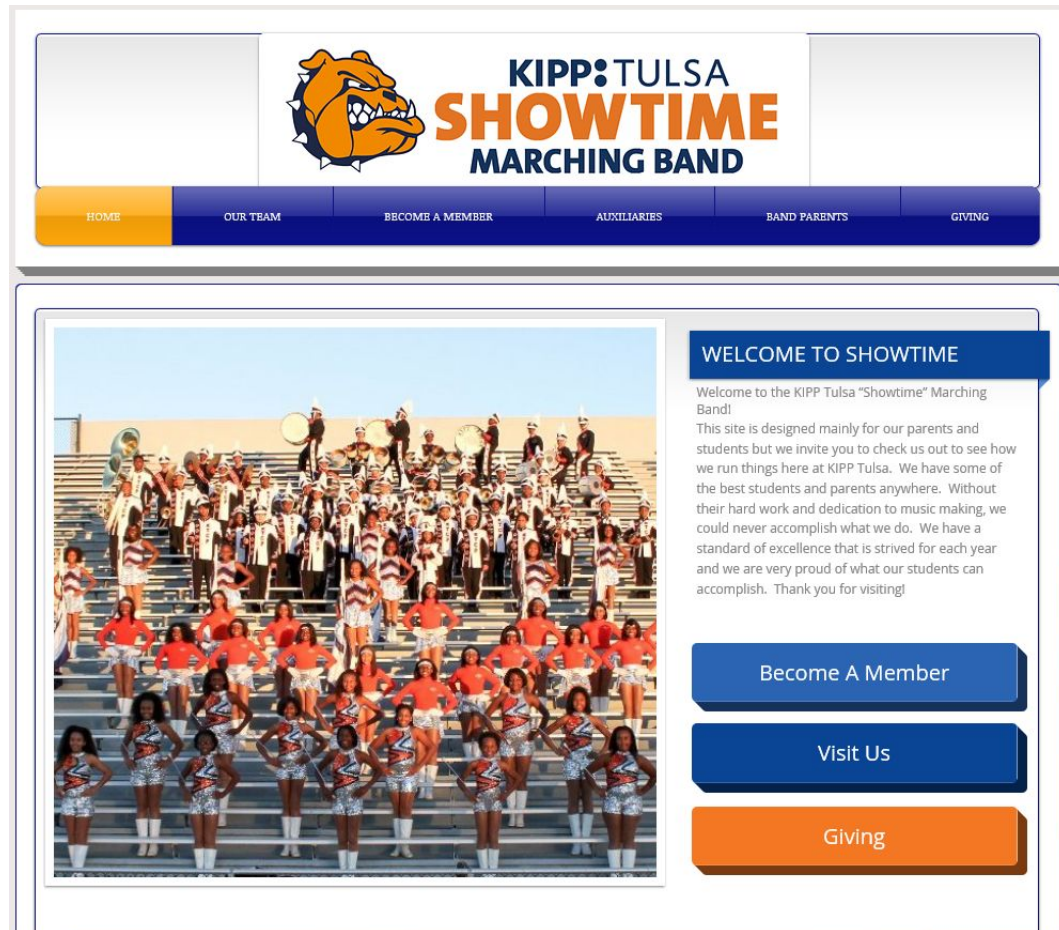 KIPP:TULSA
SHOWTIME
MARCHING BAND
HOME
OUR TEAM
BECOME A MEMBER
AUXILIARIES
BAND PARENTS
GIVING
WELCOME TO SHOWTIME
Welcome to the KIPP Tulsa “Showtime” Marching
Band!
This site is designed mainly for our parents and
students but we invite you to check us out to see how
we run things here at KIPP Tulsa.  We have some of
the best students and parents anywhere.  Without
their hard work and dedication to music making, we
could never accomplish what we do.  We have a
standard of excellence that is strived for each year
and we are very proud of what our students can
accomplish.  Thank you for visiting!
Become A Member
Visit Us
Giving